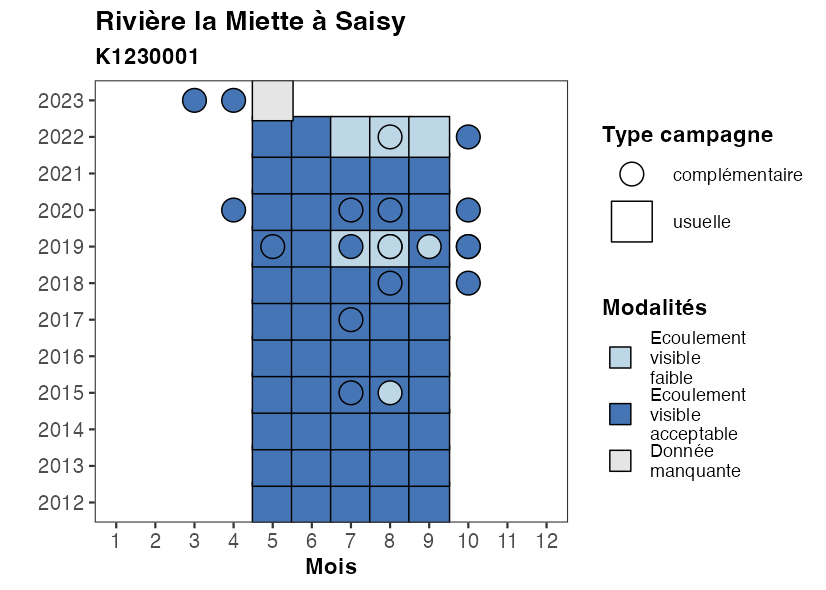 Rivière la Miette à Saisy
K1230001
2023
2022
2021
2020
2019
2018
2017
2016
2015
2014
2013
2012
1 2 3 4 5 6 7 8 9 10 11 12
Mois
Type campagne
complémentaire
usuelle
Modalités
Ecoulement
visible
faible
Ecoulement
visible
acceptable
Donnée
manquante